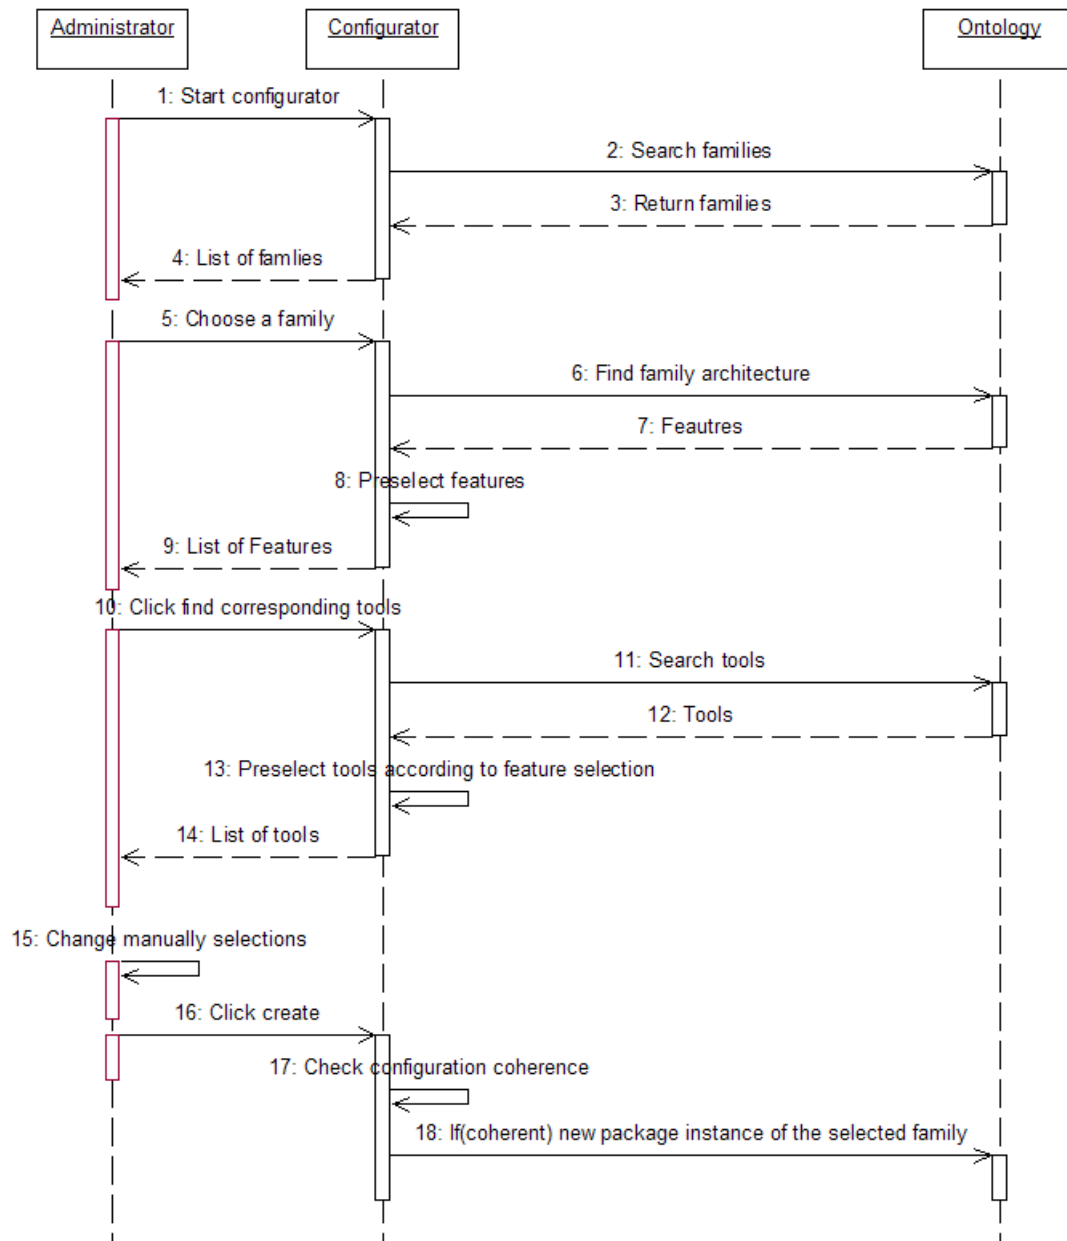 Administrator
Configurator
Ontology
1: Start configurator
2: Search families
3: Return families
4: List of famlies
5: Choose a family
6: Find family architecture
7: Feautres
8: Preselect features
9: List of Features
10: Click find corresponding tools
11: Search tools
12: Tools
13: Preselect tools according to feature selection
14: List of tools
15: Change manually selections
16: Click create
17: Check configuration coherence
18: If(coherent) new package instance of the selected family